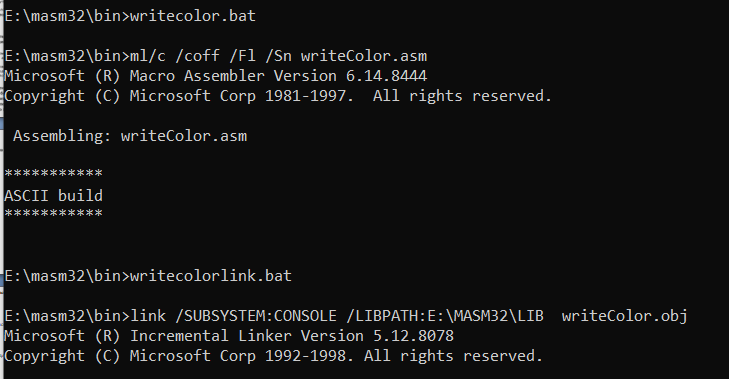 E:\masm32\bin>writecolor.bat
E:\masm32\bin>ml/c /coff /Fl /Sn writeColor.asm
Microsoft (R) Macro Assembler Version 6.14.8444
Copyright (C) Microsoft Corp 1981-1997.  All rights reserved.
 Assembling: writeColor.asm
***********
ASCII build
***********
E:\masm32\bin>writecolorlink.bat
E:\masm32\bin>link /SUBSYSTEM:CONSOLE /LIBPATH:E:\MASM32\LIB  writeColor.obj
Microsoft (R) Incremental Linker Version 5.12.8078
Copyright (C) Microsoft Corp 1992-1998. All rights reserved.